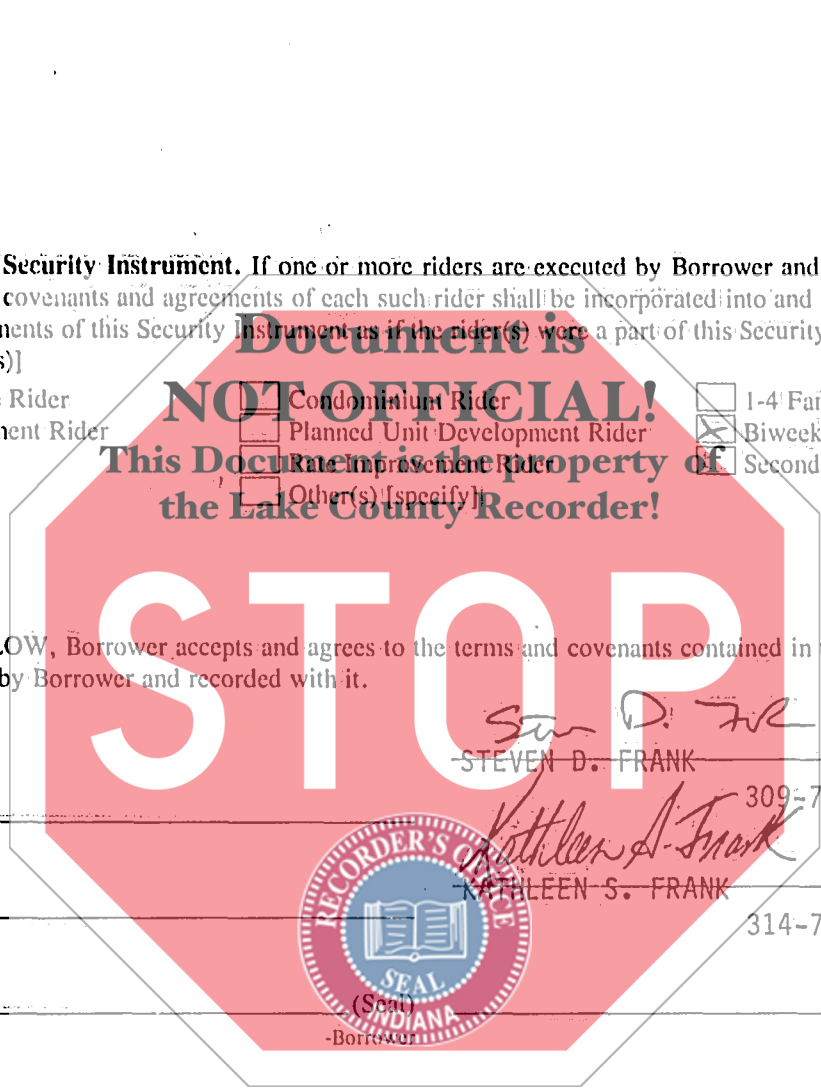 Security Instrument. If one or more riders are executed by Borrower and
covenants and agreements of each such rider shall be incorporated into and
nents of this Security Instrument as if the rider(s) were a part of this Security
s)]
Document is
NOT OFFICIAL!
This Document is the property of
the Lake County Recorder!
Rider Condominium Rider 1-4 Fa
ment Rider Planned Unit Development Rider Biweek
Rate Improvement Rider Second
Other(s) [specify]
STOP
LOW, Borrower accepts and agrees to the terms and covenants contained in
by Borrower and recorded with it.
STEVEN D. FRANK
309-7
Kathleen S. Frank
KATHLEEN S. FRANK
314-7
RECORDER'S OFFICE
SEAL
INDIANA
(Seal)
-Borrower